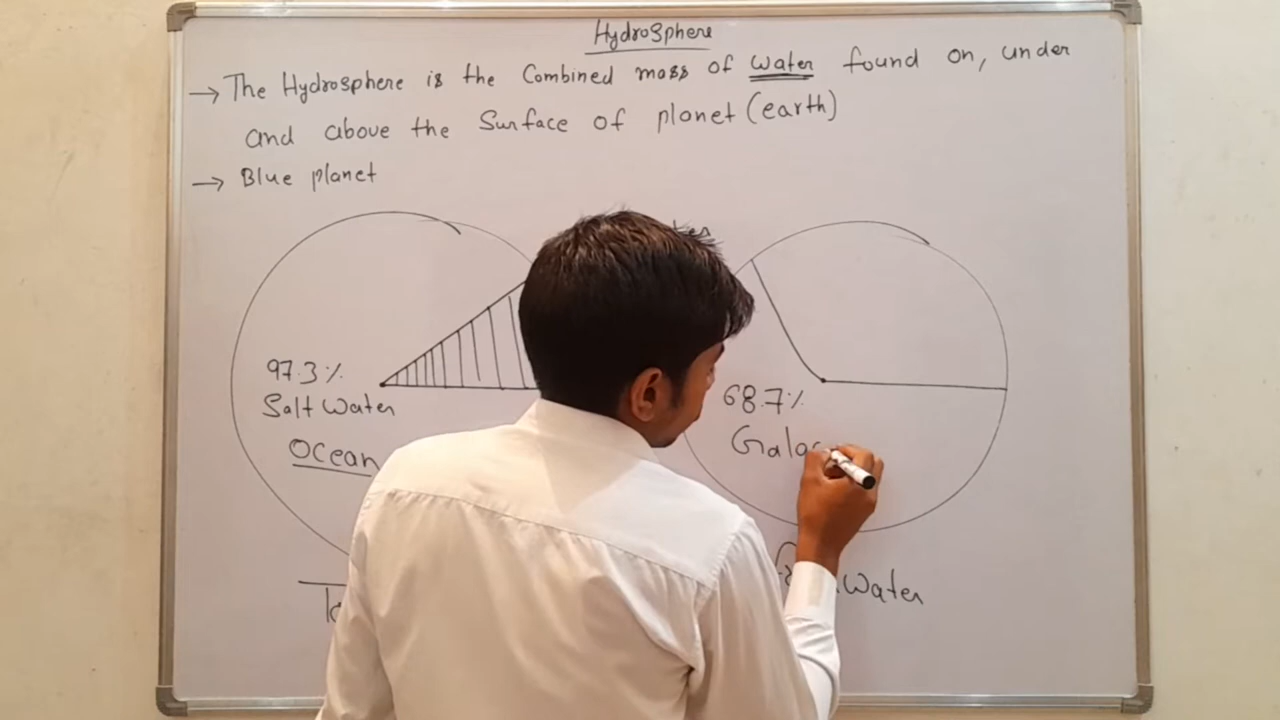 Hydrosphere
→ The Hydrosphere is the Combined mass of water found on, under
and above the Surface of planet (earth)
→ Blue planet
97.3%
Salt Water
Ocean
68.7%
Water